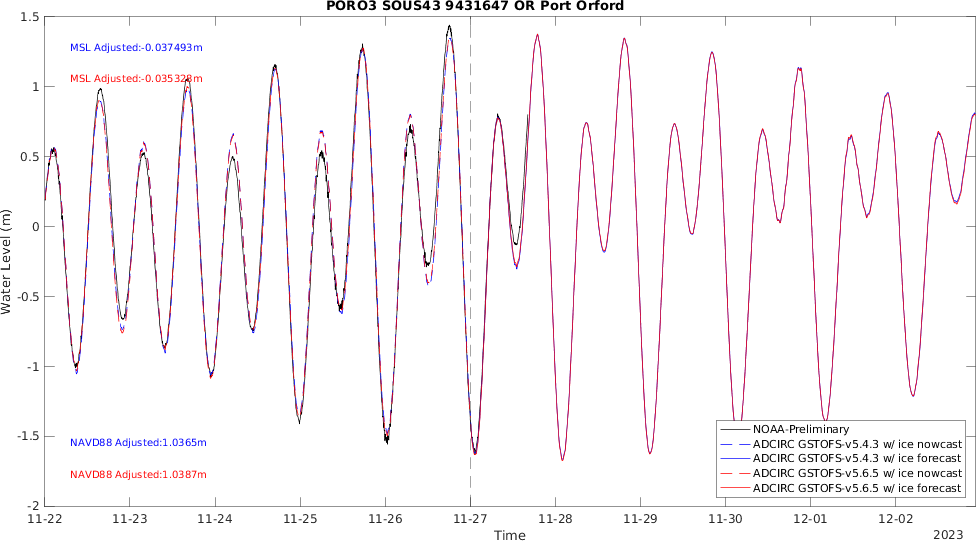 PORO3 SOUS43 9431647 OR Port Orford
1.5
1
0.5
0
-0.5
-1
-1.5
-2
Water Level (m)
MSL Adjusted:-0.037493m
MSL Adjusted:-0.035328m
NAVD88 Adjusted:1.0365m
NAVD88 Adjusted:1.0387m
NOAA-Preliminary
ADCIRC GSTOFS-v5.4.3 w/ ice nowcast
ADCIRC GSTOFS-v5.4.3 w/ ice forecast
ADCIRC GSTOFS-v5.6.5 w/ ice nowcast
ADCIRC GSTOFS-v5.6.5 w/ ice forecast
11-22 11-23 11-24 11-25 11-26 11-27 11-28 11-29 11-30 12-01 12-02
Time
2023